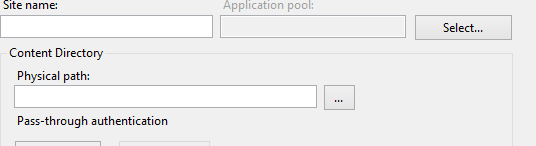 Site name: Application pool:
Select...
Content Directory
Physical path:
...
Pass-through authentication